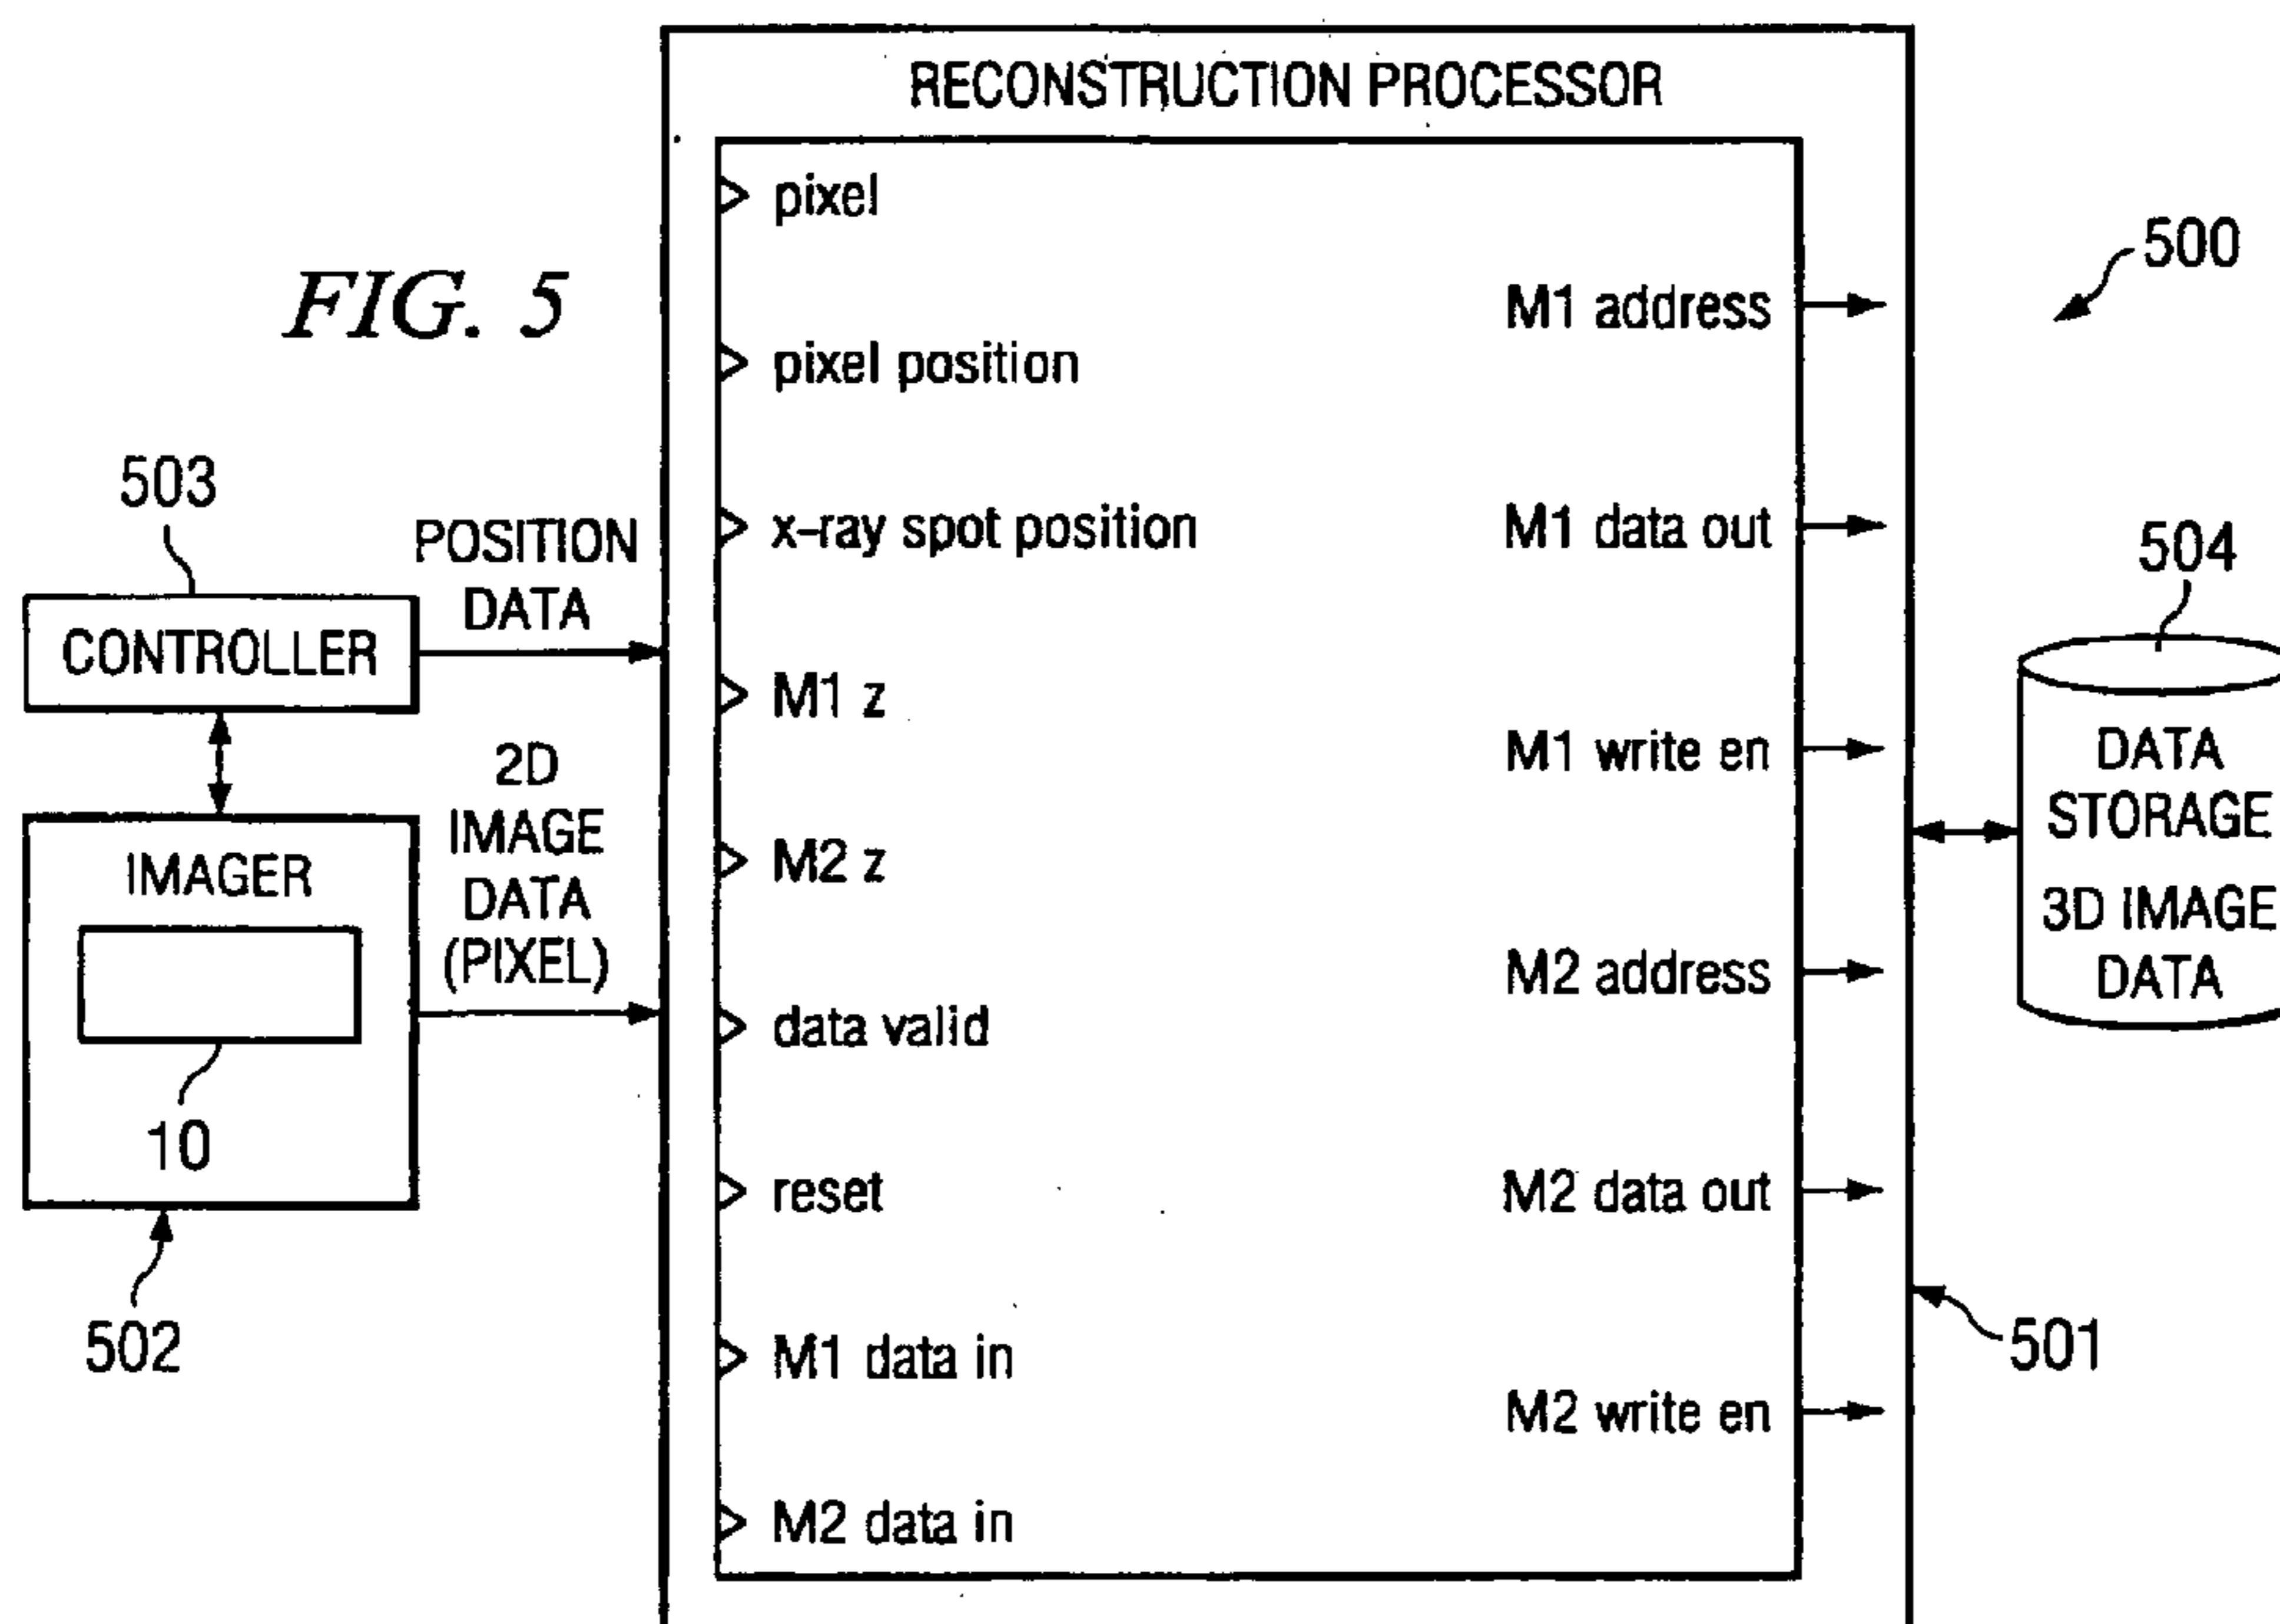 FIG. 5
503
CONTROLLER
POSITION
DATA
2D
IMAGE
DATA
(PIXEL)
IMAGER
10
502
RECONSTRUCTION PROCESSOR
pixel
pixel position
x-ray spot position
M1 z
M2 z
data valid
reset
M1 data in
M2 data in
M1 address
M1 data out
M1 write en
M2 address
M2 data out
M2 write en
500
504
DATA
STORAGE
3D IMAGE
DATA
501